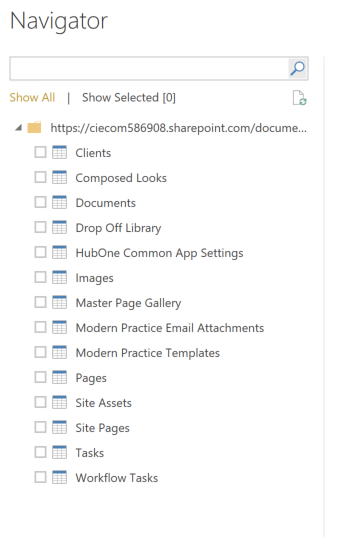 Navigator
Show All | Show Selected [0]
https://ciecom586908.sharepoint.com/docume...
Clients
Composed Looks
Documents
Drop Off Library
HubOne Common App Settings
Images
Master Page Gallery
Modern Practice Email Attachments
Modern Practice Templates
Pages
Site Assets
Site Pages
Tasks
Workflow Tasks